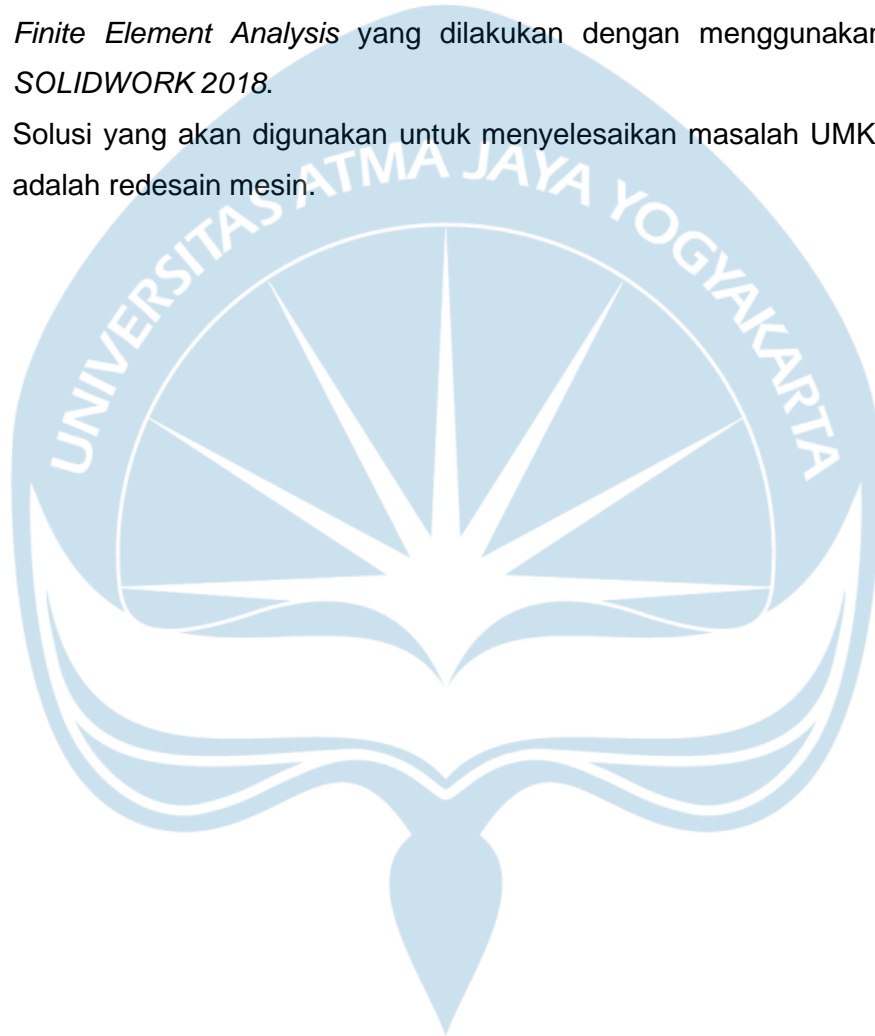 Finite Element Analysis yang dilakukan dengan menggunakan
SOLIDWORK 2018.
Solusi yang akan digunakan untuk menyelesaikan masalah UMK
adalah redesain mesin.
UNIVERSITAS ATMA JAYA YOGYAKARTA